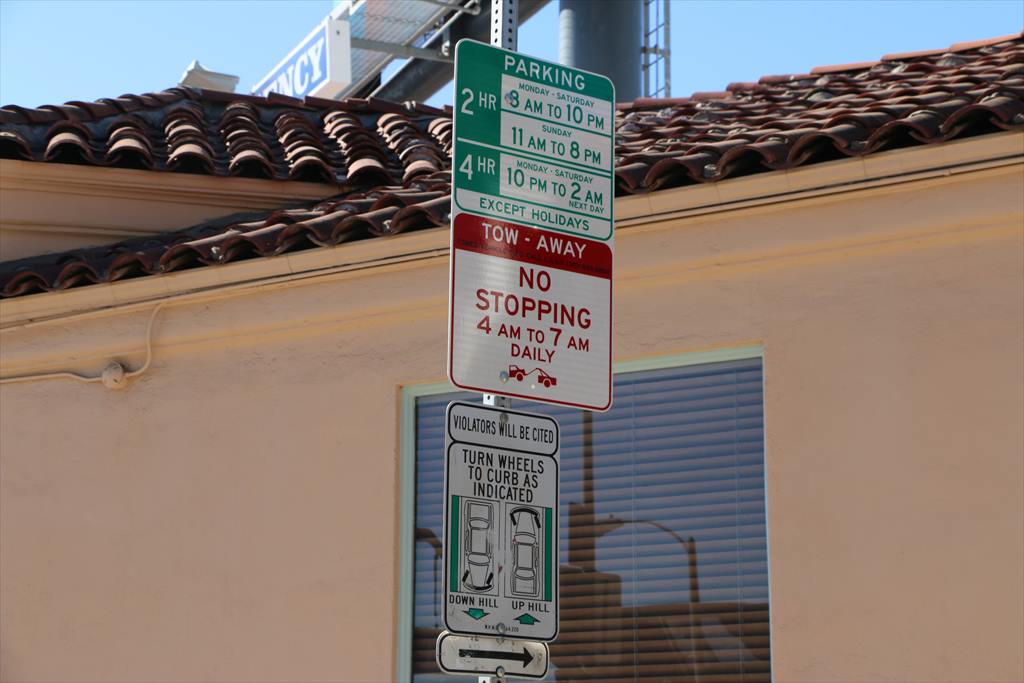 NCY
PARKING
2 HR
MONDAY - SATURDAY
8 AM TO 10 PM
SUNDAY
11 AM TO 8 PM
4 HR
MONDAY - SATURDAY
10 PM TO 2 AM
NEXT DAY
EXCEPT HOLIDAYS
TOW - AWAY
NO
STOPPING
4 AM TO 7 AM
DAILY
VIOLATORS WILL BE CITED
TURN WHEELS
TO CURB AS
INDICATED
DOWN HILL UP HILL